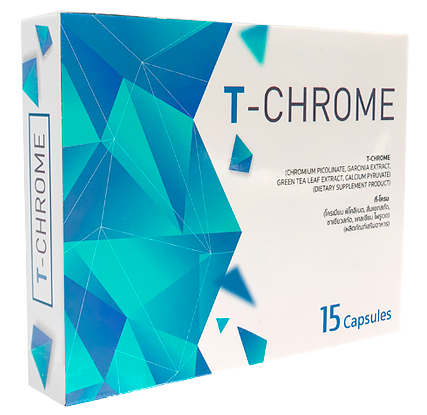 T-CHROME
T-CHROME
T-CHROME
(CHROMIUM PICOLINATE, GARCINIA EXTRACT,
GREEN TEA LEAF EXTRACT, CALCIUM PYRUVATE)
(DIETARY SUPPLEMENT PRODUCT)
ที-โครม
(โครเมียม พิโคลิเนต, ส้มแขกสกัด,
ชาเขียวสกัด, แคลเซียม ไพรูเวต)
(ผลิตภัณฑ์เสริมอาหาร)
15 Capsules